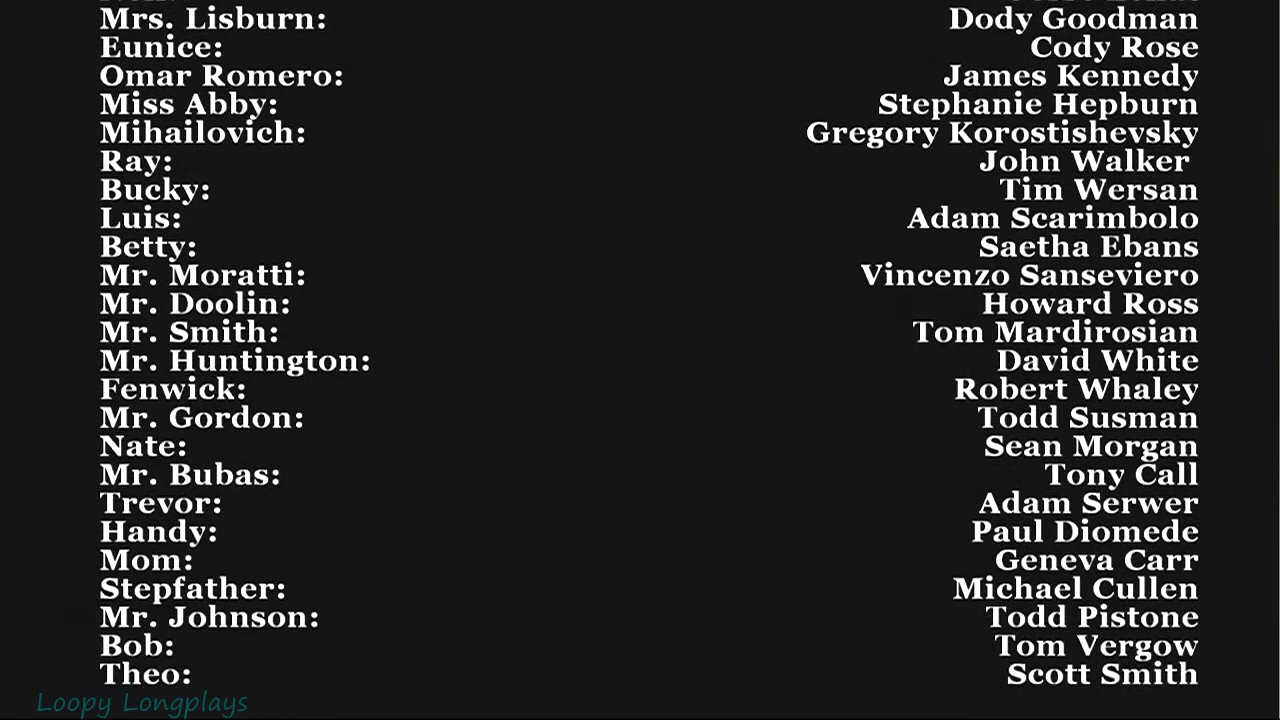 Mrs. Lisburn: Dody Goodman
Eunice: Cody Rose
Omar Romero: James Kennedy
Miss Abby: Stephanie Hepburn
Mihailovich: Gregory Korostishevsky
Ray: John Walker
Bucky: Tim Wersan
Luis: Adam Scarimbolo
Betty: Saetha Ebans
Mr. Moratti: Vincenzo Sanseviero
Mr. Doolin: Howard Ross
Mr. Smith: Tom Mardirosian
Mr. Huntington: David White
Fenwick: Robert Whaley
Mr. Gordon: Todd Susman
Nate: Sean Morgan
Mr. Bubas: Tony Call
Trevor: Adam Serwer
Handy: Paul Diomede
Mom: Geneva Carr
Stepfather: Michael Cullen
Mr. Johnson: Todd Pistone
Bob: Tom Vergow
Theo: Scott Smith
Loopy Longplays